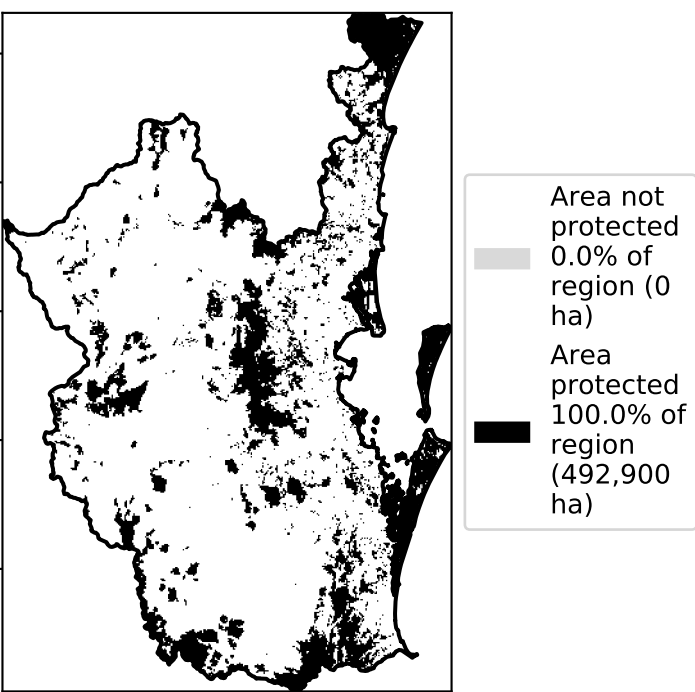 Area not
protected
0.0% of
region (0
ha)
Area
protected
100.0% of
region
(492,900
ha)